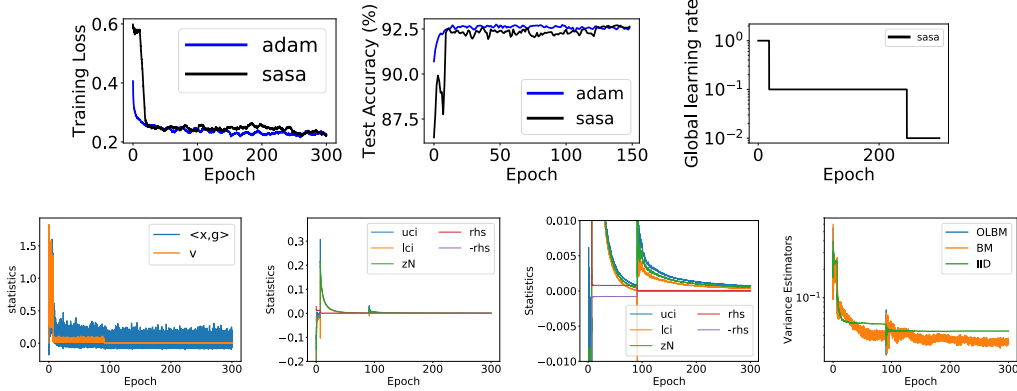 Training Loss
0.6
0.4
0.2
0
100
200
300
Epoch
adam
sasa
Test Accuracy (%)
92.5
90.0
87.5
0
50
100
150
Epoch
adam
sasa
Global learning rate
10⁰
10⁻¹
10⁻²
0
200
Epoch
sasa
statistics
1.5
1.0
0.5
0.0
0
100
200
300
Epoch
<x,g>
v
Statistics
0.3
0.2
0.1
0.0
−0.1
−0.2
0
100
200
300
Epoch
uci
lci
zN
rhs
-rhs
Statistics
0.010
0.005
0.000
−0.005
−0.010
0
100
200
300
Epoch
uci
lci
zN
rhs
-rhs
Variance Estimators
10⁻¹
0
100
200
300
Epoch
OLBM
BM
IID